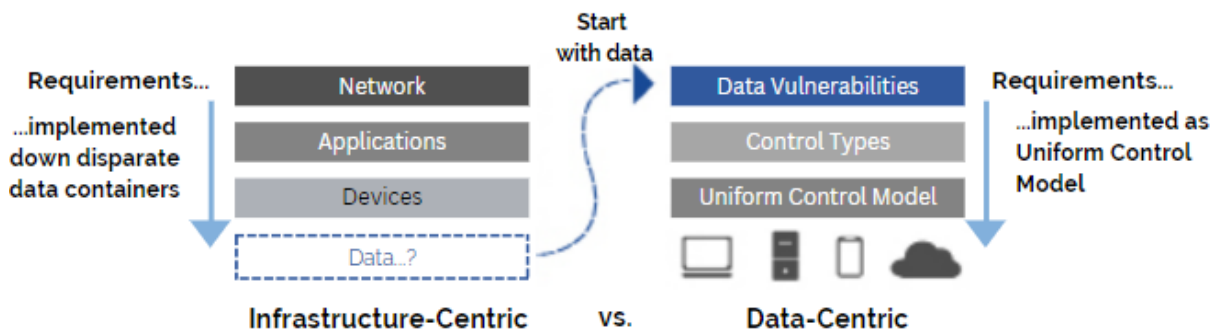 Start
with data
Requirements...
...implemented
down disparate
data containers
Network
Applications
Devices
Data...?
Data Vulnerabilities
Control Types
Uniform Control Model
Requirements...
...implemented as
Uniform Control
Model
Infrastructure-Centric vs. Data-Centric